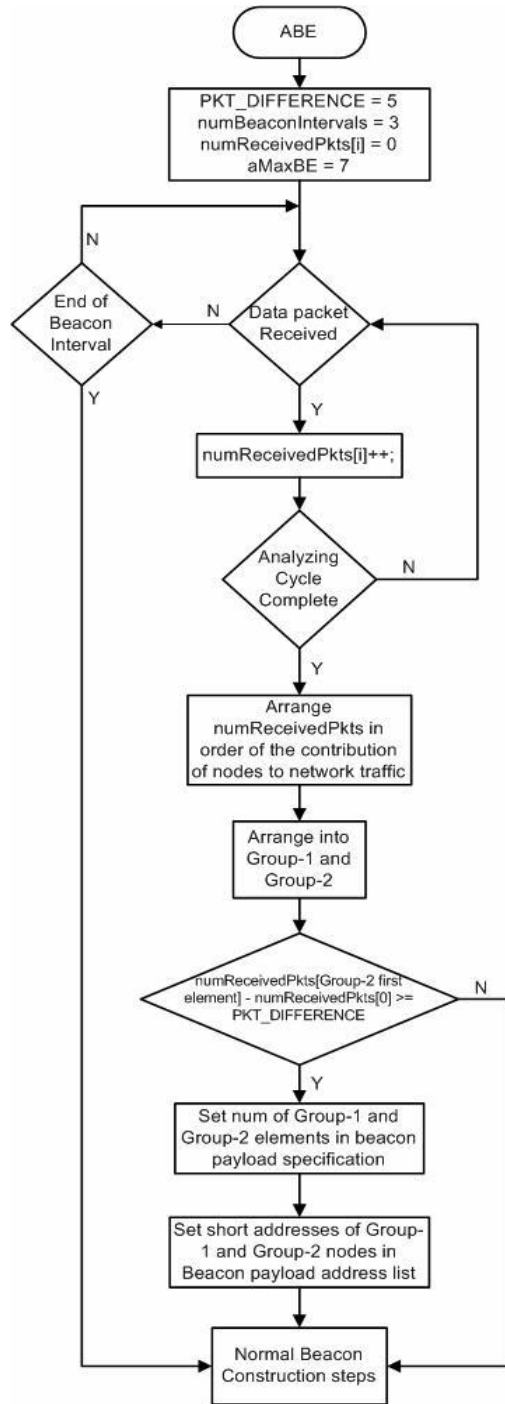 ABE
PKT_DIFFERENCE = 5
numBeaconIntervals = 3
numReceivedPkts[i] = 0
aMaxBE = 7
N
End of
Beacon
Interval
N
Data packet
Received
Y
Y
numReceivedPkts[i]++;
Analyzing
Cycle
Complete
N
Y
Arrange
numReceivedPkts in
order of the contribution
of nodes to network traffic
Arrange into
Group-1 and
Group-2
numReceivedPkts[Group-2 first
element] - numReceivedPkts[0] >=
PKT_DIFFERENCE
N
Y
Set num of Group-1 and
Group-2 elements in beacon
payload specification
Set short addresses of Group-
1 and Group-2 nodes in
Beacon payload address list
Normal Beacon
Construction steps